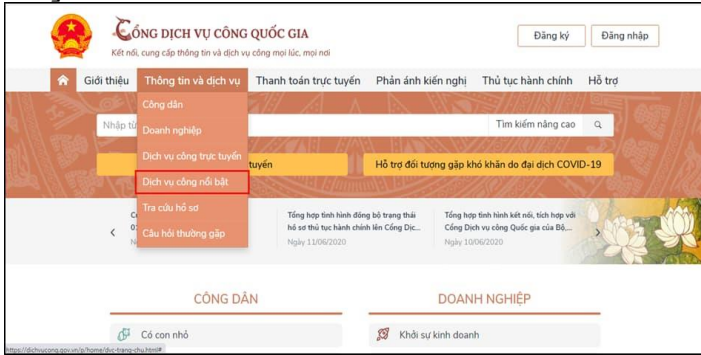 CỔNG DỊCH VỤ CÔNG QUỐC GIA
Kết nối, cung cấp thông tin và dịch vụ công mọi lúc, mọi nơi
Đăng ký
Đăng nhập
Giới thiệu Thông tin và dịch vụ Thanh toán trực tuyến Phản ánh kiến nghị Thủ tục hành chính Hỗ trợ
Công dân
Nhập từ
Tìm kiếm nâng cao
Doanh nghiệp
Dịch vụ công trực tuyến
tuyến
Hỗ trợ đối tượng gặp khó khăn do đại dịch COVID-19
Dịch vụ công nổi bật
Tra cứu hồ sơ
Câu hỏi thường gặp
Tổng hợp tình hình đồng bộ trạng thái
hồ sơ thủ tục hành chính lên Cổng Dịc...
Ngày 11/06/2020
Tổng hợp tình hình kết nối, tích hợp với
Cổng Dịch vụ công Quốc gia của Bộ,...
Ngày 10/06/2020
CÔNG DÂN
DOANH NGHIỆP
Có con nhỏ
Khởi sự kinh doanh
https://dichvucong.gov.vn/p/home/dvc-trang-chu.html#